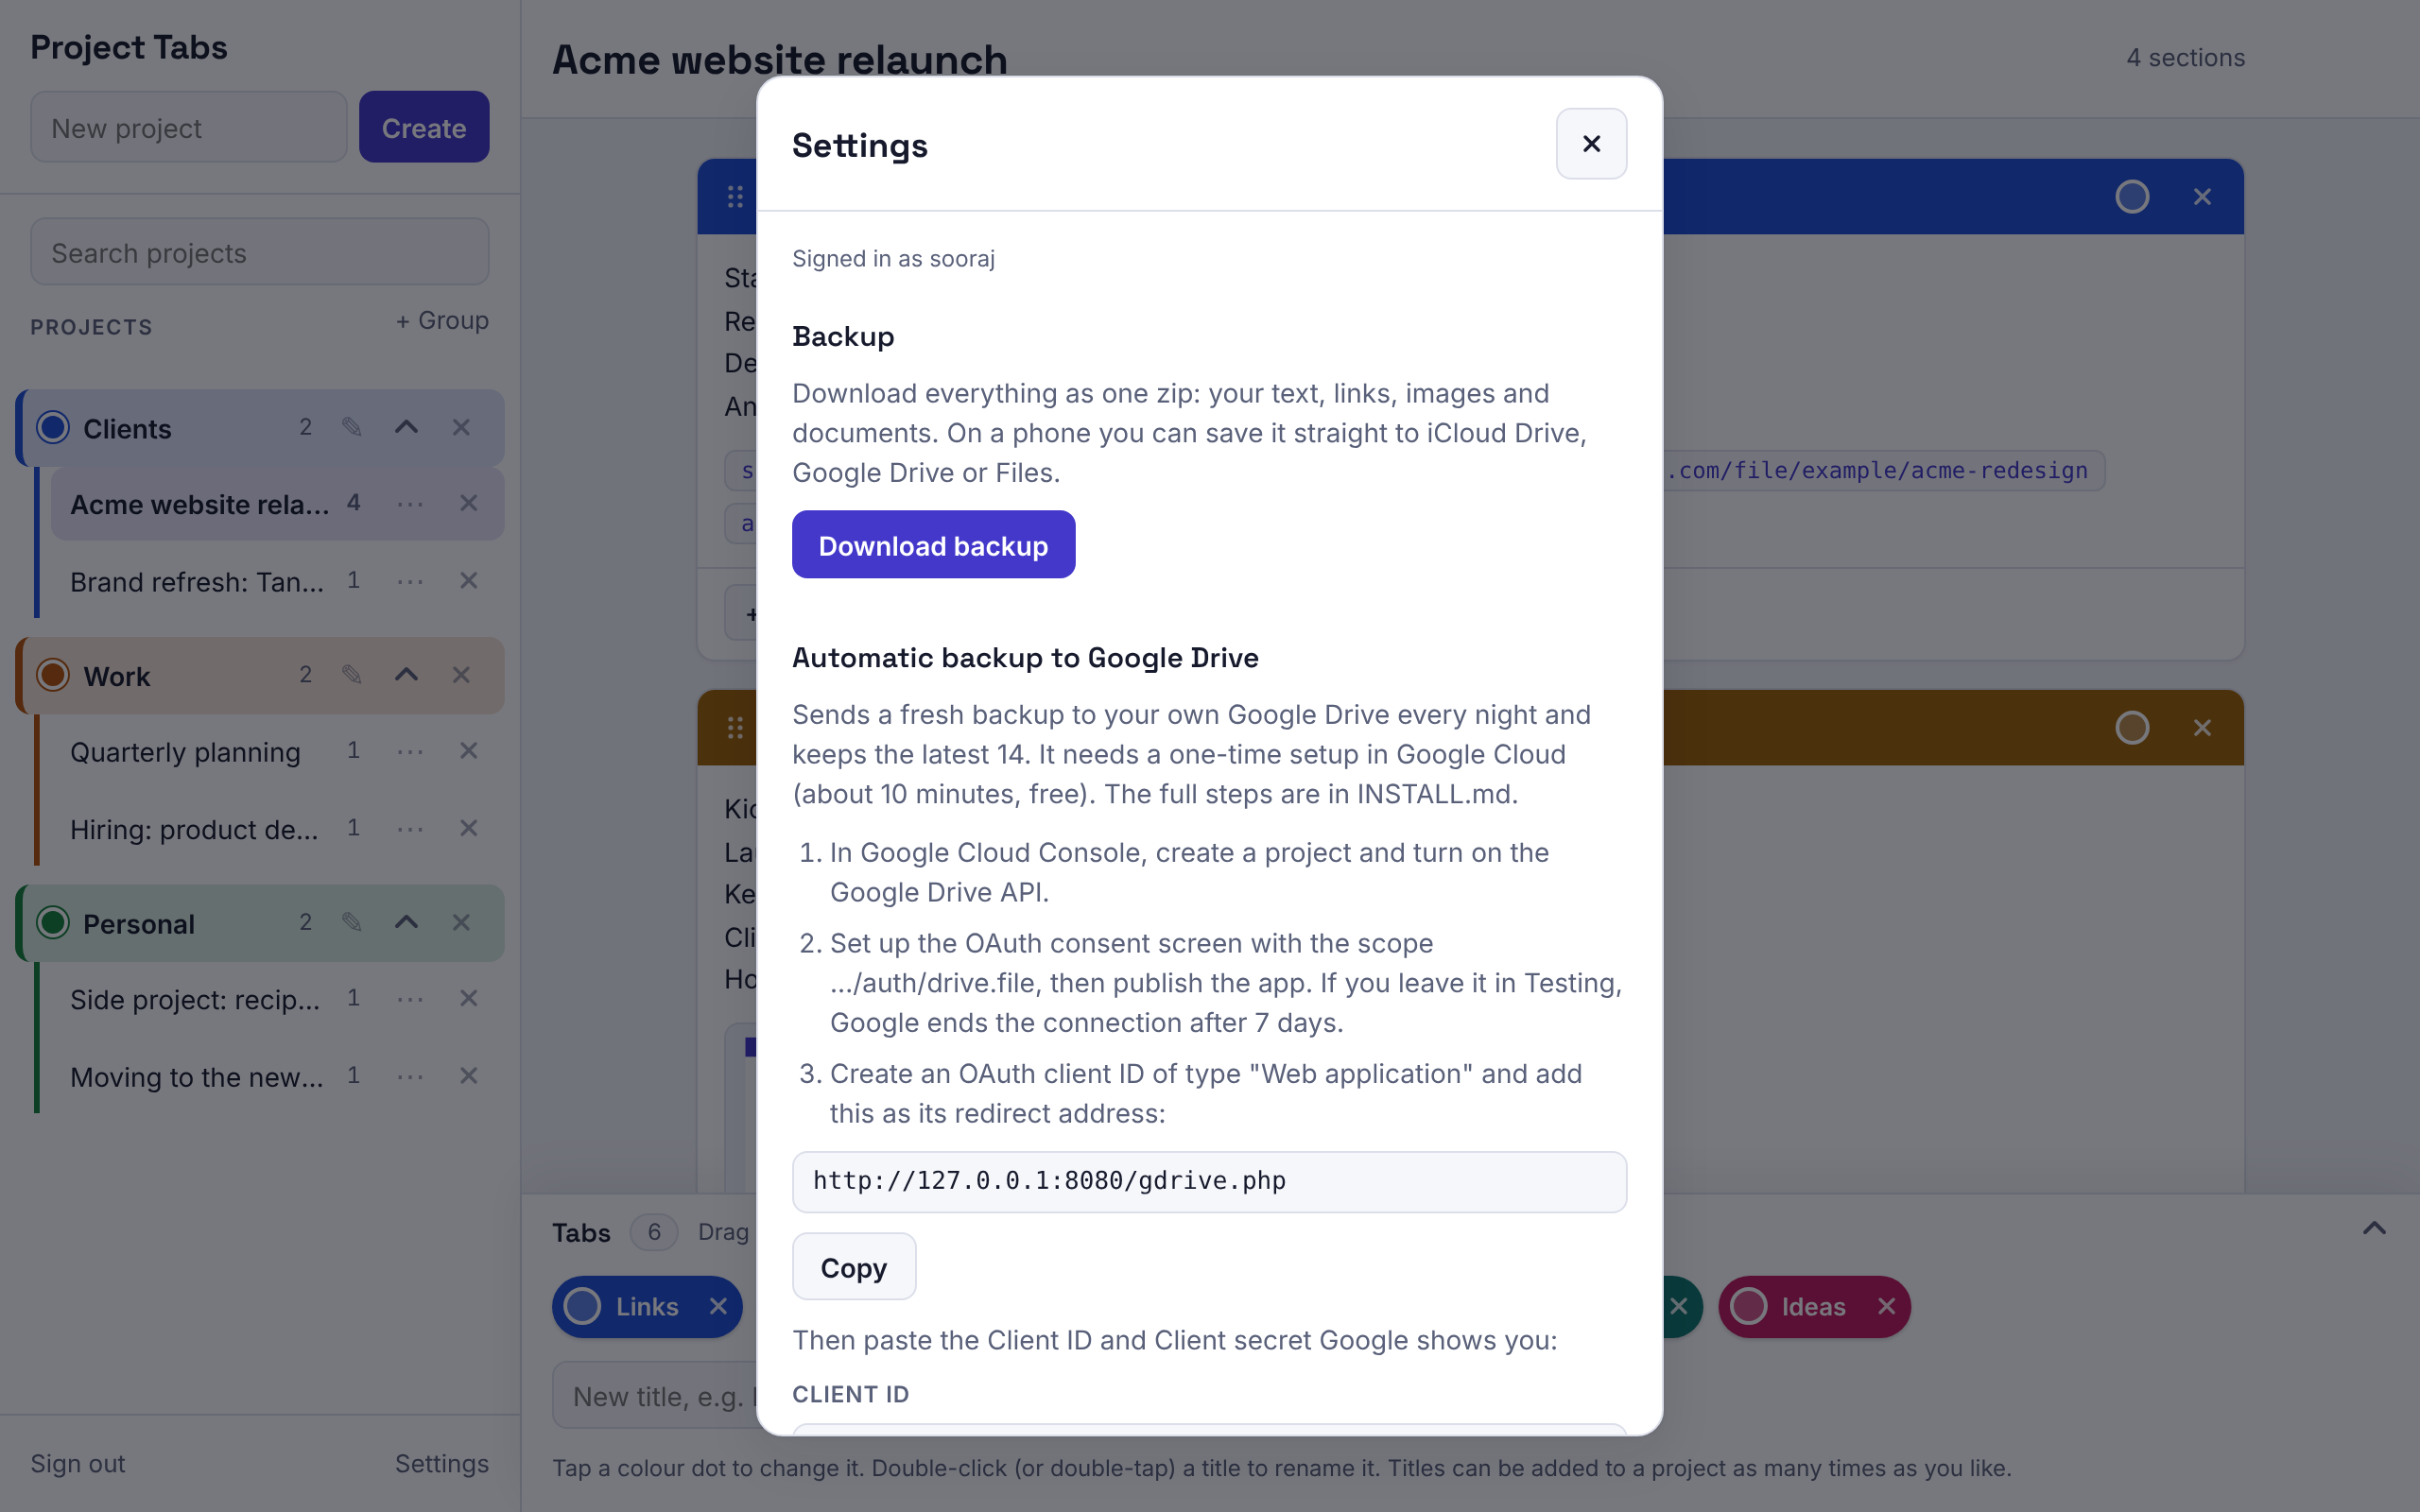 Project Tabs
New project
Create
Search projects
PROJECTS
+ Group
Clients 2
Acme website rela... 4
Brand refresh: Tan... 1
Work 2
Quarterly planning 1
Hiring: product de... 1
Personal 2
Side project: recip... 1
Moving to the new... 1
Sign out
Settings
Acme website relaunch
4 sections
Settings
Signed in as sooraj
Backup
Download everything as one zip: your text, links, images and
documents. On a phone you can save it straight to iCloud Drive,
Google Drive or Files.
Download backup
Automatic backup to Google Drive
Sends a fresh backup to your own Google Drive every night and
keeps the latest 14. It needs a one-time setup in Google Cloud
(about 10 minutes, free). The full steps are in INSTALL.md.
1. In Google Cloud Console, create a project and turn on the
Google Drive API.
2. Set up the OAuth consent screen with the scope
.../auth/drive.file, then publish the app. If you leave it in Testing,
Google ends the connection after 7 days.
3. Create an OAuth client ID of type "Web application" and add
this as its redirect address:
http://127.0.0.1:8080/gdrive.php
Copy
Then paste the Client ID and Client secret Google shows you:
CLIENT ID
.com/file/example/acme-redesign
Tabs 6 Drag
Links
Ideas
New title, e.g.
Tap a colour dot to change it. Double-click (or double-tap) a title to rename it. Titles can be added to a project as many times as you like.